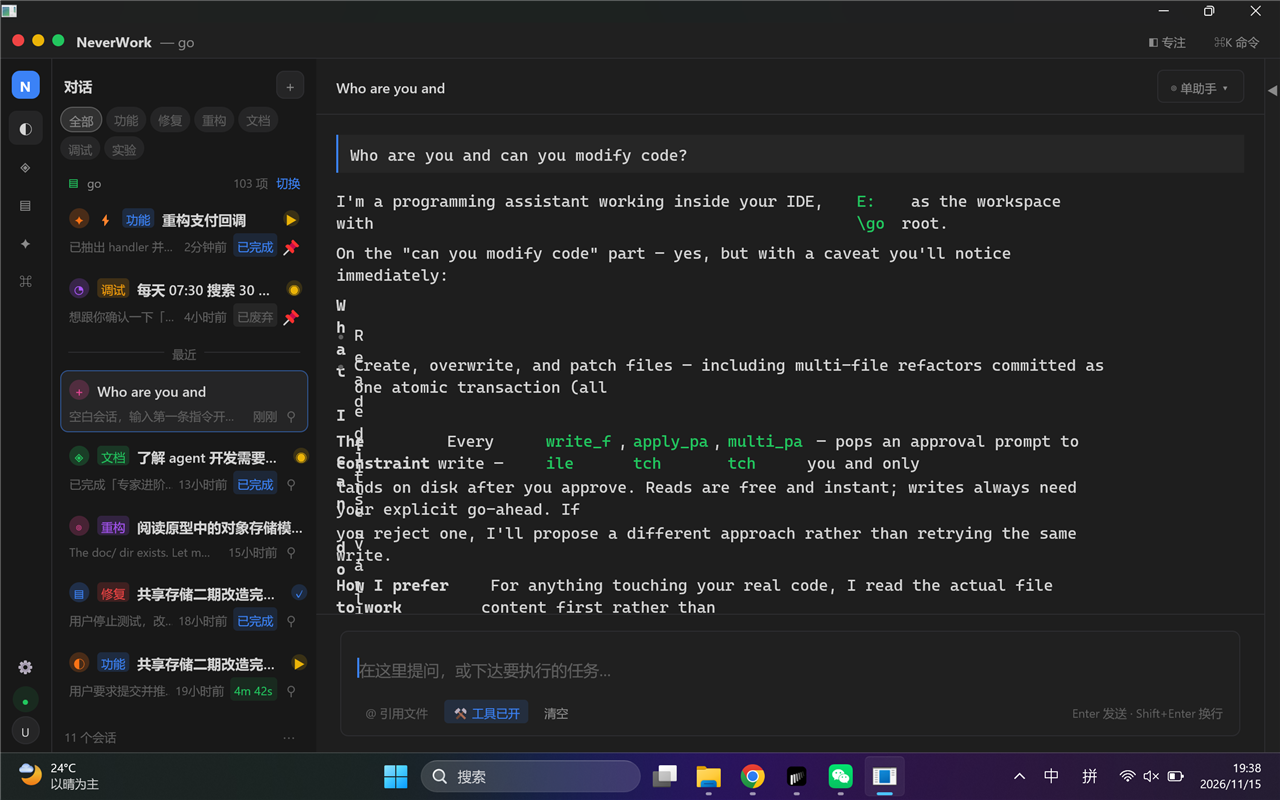 NeverWork — go
专注
⌘K 命令
N
对话
+
全部
功能
修复
重构
文档
调试
实验
go
103 项 切换
功能 重构支付回调
已抽出 handler 并... 2分钟前 已完成
调试 每天 07:30 搜索 30 ...
想跟你确认一下「... 4小时前 已废弃
最近
Who are you and
空白会话，输入第一条指令开... 刚刚
文档 了解 agent 开发需要...
已完成「专家进阶... 13小时前 已完成
重构 阅读原型中的对象存储模...
The doc/ dir exists. Let m... 15小时前
修复 共享存储二期改造完...
用户停止测试，改... 18小时前 已完成
功能 共享存储二期改造完...
用户要求提交并推. 19小时前 4m 42s
11 个会话
...
U
Who are you and
单助手
Who are you and can you modify code?
I'm a programming assistant working inside your IDE, with E:\go as the workspace root.
On the "can you modify code" part — yes, but with a caveat you'll notice
immediately:
What I can do
Create, overwrite, and patch files — including multi-file refactors committed as
one atomic transaction (all
The constraint Every write — write_file , apply_patch , multi_patch — pops an approval prompt to you and only
lands on disk after you approve. Reads are free and instant; writes always need
your explicit go-ahead. If
you reject one, I'll propose a different approach rather than retrying the same
write.
How I prefer to work For anything touching your real code, I read the actual file
content first rather than
在这里提问，或下达要执行的任务...
@ 引用文件
工具已开
清空
Enter 发送 · Shift+Enter 换行
24°C
以晴为主
搜索
中
拼
19:38
2026/11/15